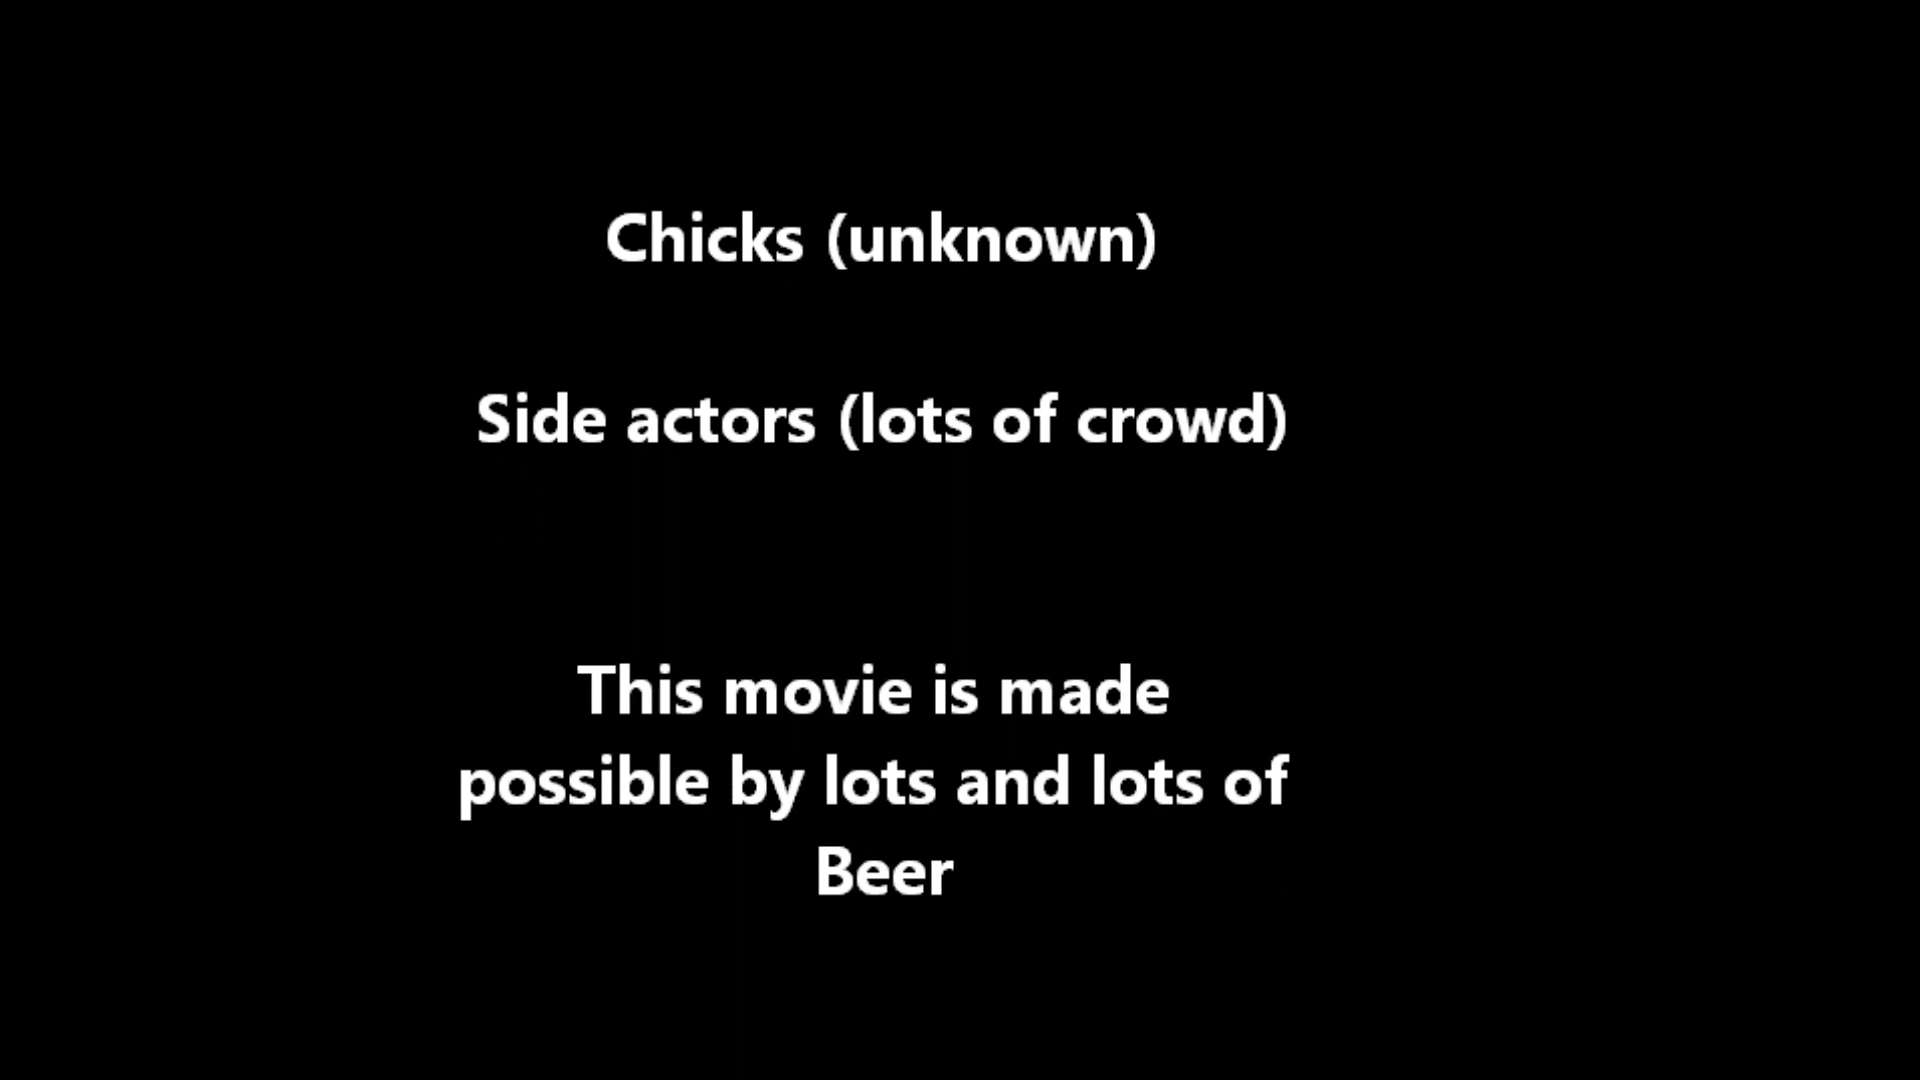 Chicks (unknown)
Side actors (lots of crowd)
This movie is made
possible by lots and lots of
Beer